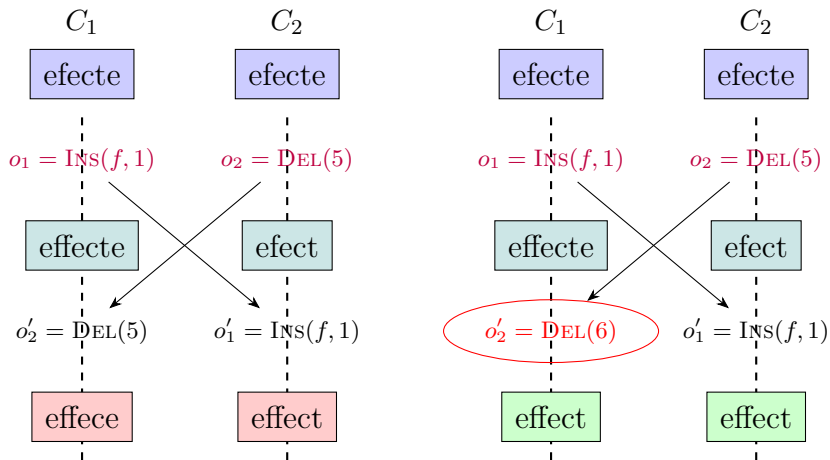 C₁ C₂ C₁ C₂
efecte efecte efecte efecte
o₁ = INS(f, 1) o₂ = DEL(5) o₁ = INS(f, 1) o₂ = DEL(5)
effecte efect effecte efect
o′₂ = DEL(5) o′₁ = INS(f, 1) o′₂ = DEL(6) o′₁ = INS(f, 1)
effece effect effect effect